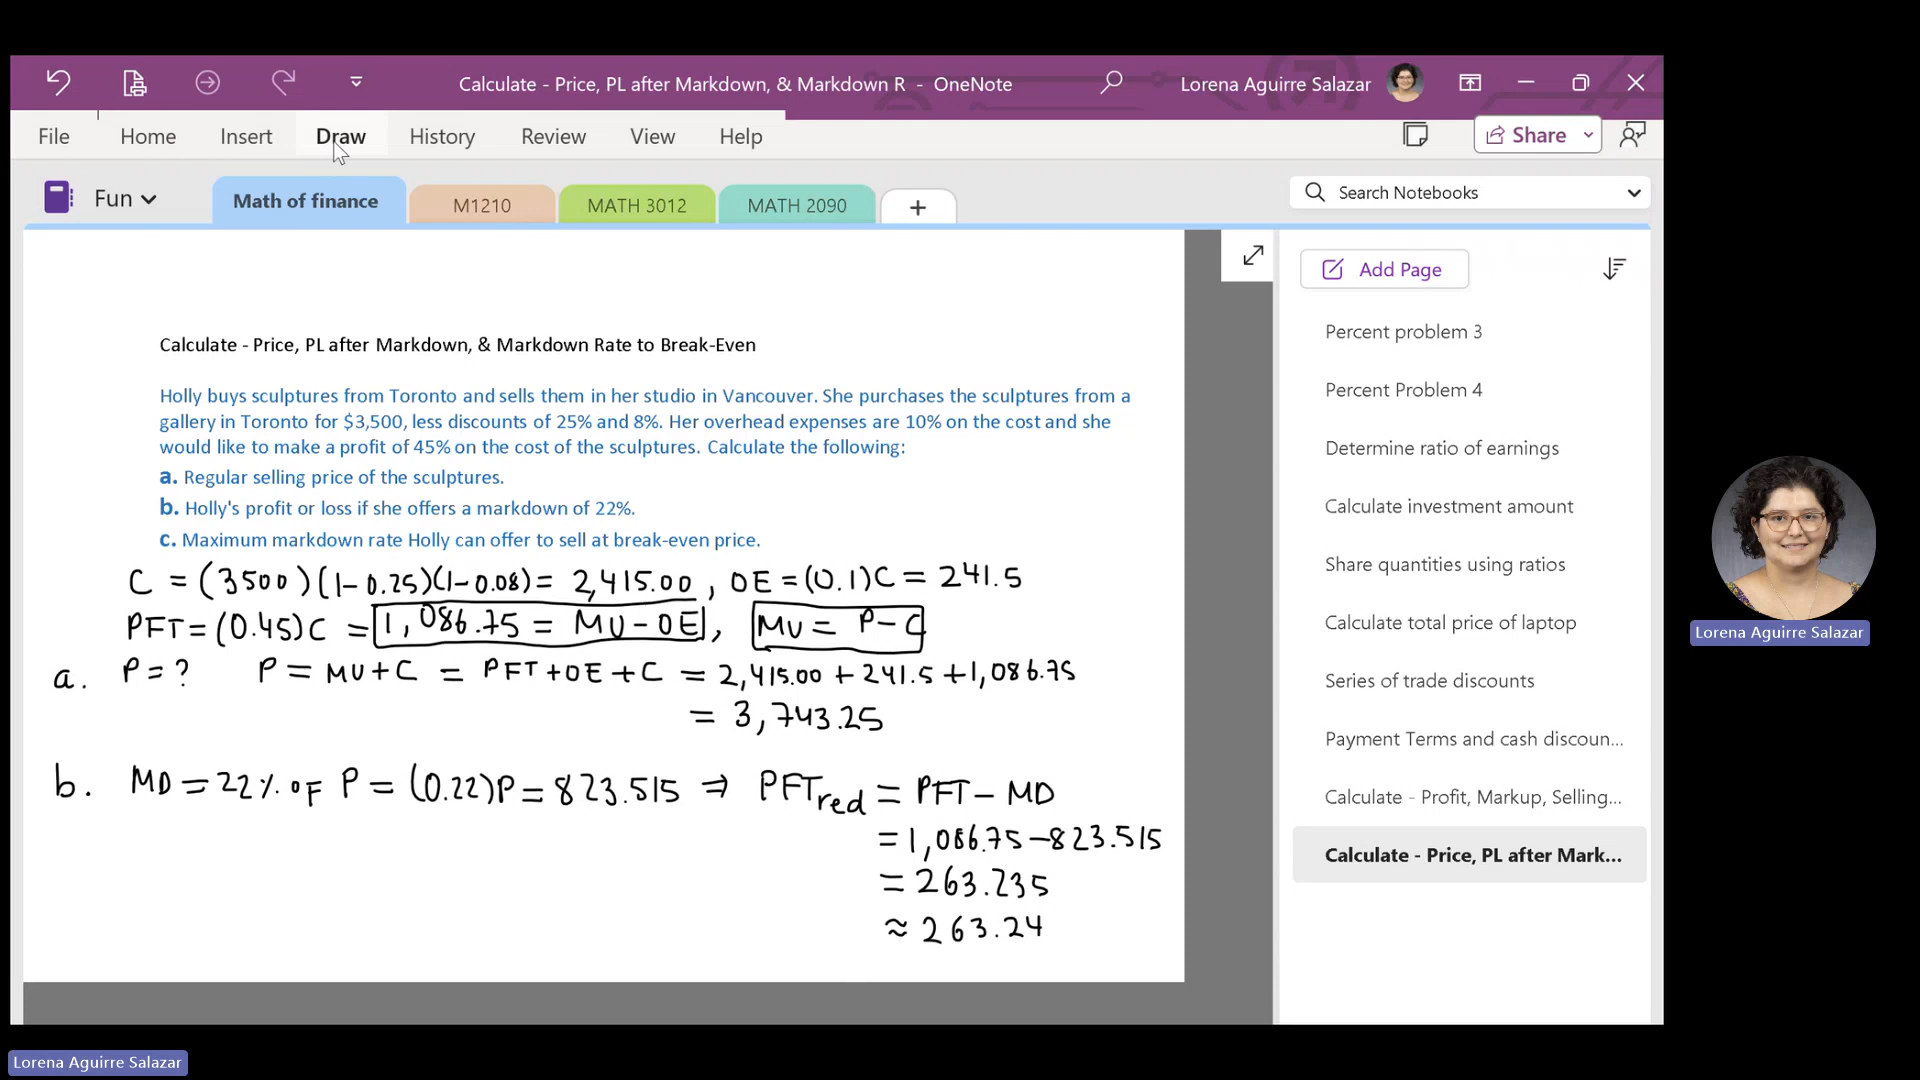 Calculate - Price, PL after Markdown, & Markdown R - OneNote
Lorena Aguirre Salazar
File Home Insert Draw History Review View Help
Share
Fun
Math of finance
M1210
MATH 3012
MATH 2090
+
Search Notebooks
Calculate - Price, PL after Markdown, & Markdown Rate to Break-Even
Holly buys sculptures from Toronto and sells them in her studio in Vancouver. She purchases the sculptures from a
gallery in Toronto for $3,500, less discounts of 25% and 8%. Her overhead expenses are 10% on the cost and she
would like to make a profit of 45% on the cost of the sculptures. Calculate the following:
a. Regular selling price of the sculptures.
b. Holly's profit or loss if she offers a markdown of 22%.
c. Maximum markdown rate Holly can offer to sell at break-even price.
C = (3500)(1-0.25)(1-0.08) = 2,415.00, OE = (0.1)C = 241.5
PFT = (0.45)C = 1,086.75 = MU - OE, MU = P - C
a. P = ? P = MU + C = PFT + OE + C = 2,415.00 + 241.5 + 1,086.75
= 3,743.25
b. MD = 22% OF P = (0.22)P = 823.515 ⇒ PFTred = PFT - MD
= 1,086.75 - 823.515
= 263.235
≈ 263.24
Add Page
Percent problem 3
Percent Problem 4
Determine ratio of earnings
Calculate investment amount
Share quantities using ratios
Calculate total price of laptop
Series of trade discounts
Payment Terms and cash discoun...
Calculate - Profit, Markup, Selling...
Calculate - Price, PL after Mark...
Lorena Aguirre Salazar
Lorena Aguirre Salazar